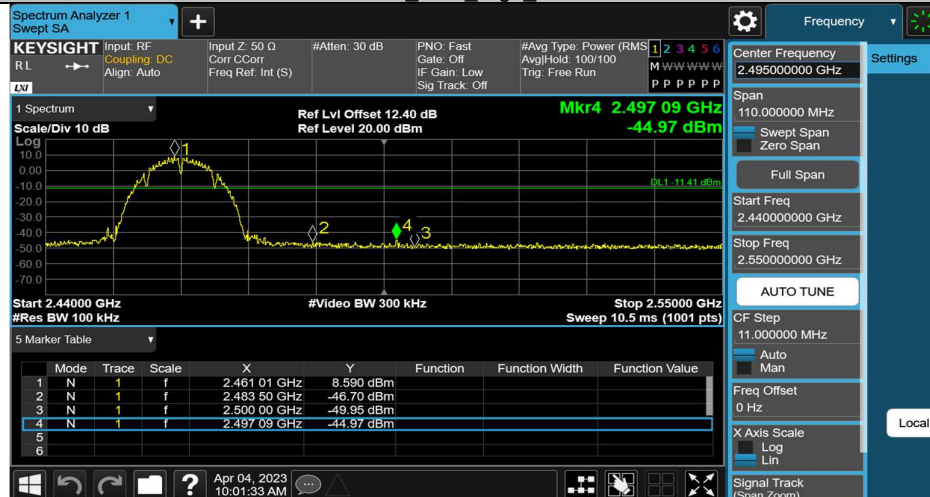 Spectrum Analyzer 1
Swept SA
+
Frequency
KEYSIGHT
RL
LXI
Input: RF
Coupling: DC
Align: Auto
Input Z: 50 Ω
Corr CCorr
Freq Ref: Int (S)
#Atten: 30 dB
PNO: Fast
Gate: Off
IF Gain: Low
Sig Track: Off
#Avg Type: Power (RMS
Avg|Hold: 100/100
Trig: Free Run
1 2 3 4 5 6
M W W W W W
P P P P P P
1 Spectrum
Scale/Div 10 dB
Ref Lvl Offset 12.40 dB
Ref Level 20.00 dBm
Mkr4 2.497 09 GHz
-44.97 dBm
Log
10.0
0.00
-10.0
-20.0
-30.0
-40.0
-50.0
-60.0
-70.0
1
2
4
3
DL1 -11.41 dBm
Start 2.44000 GHz
#Video BW 300 kHz
Stop 2.55000 GHz
#Res BW 100 kHz
Sweep 10.5 ms (1001 pts)
5 Marker Table
Mode Trace Scale X Y Function Function Width Function Value
1 N 1 f 2.461 01 GHz 8.590 dBm
2 N 1 f 2.483 50 GHz -46.70 dBm
3 N 1 f 2.500 00 GHz -49.95 dBm
4 N 1 f 2.497 09 GHz -44.97 dBm
5
6
?
Apr 04, 2023
10:01:33 AM
Center Frequency
2.495000000 GHz
Span
110.000000 MHz
Swept Span
Zero Span
Full Span
Start Freq
2.440000000 GHz
Stop Freq
2.550000000 GHz
AUTO TUNE
CF Step
11.000000 MHz
Auto
Man
Freq Offset
0 Hz
X Axis Scale
Log
Lin
Signal Track
(Span Zoom)
Settings
Local